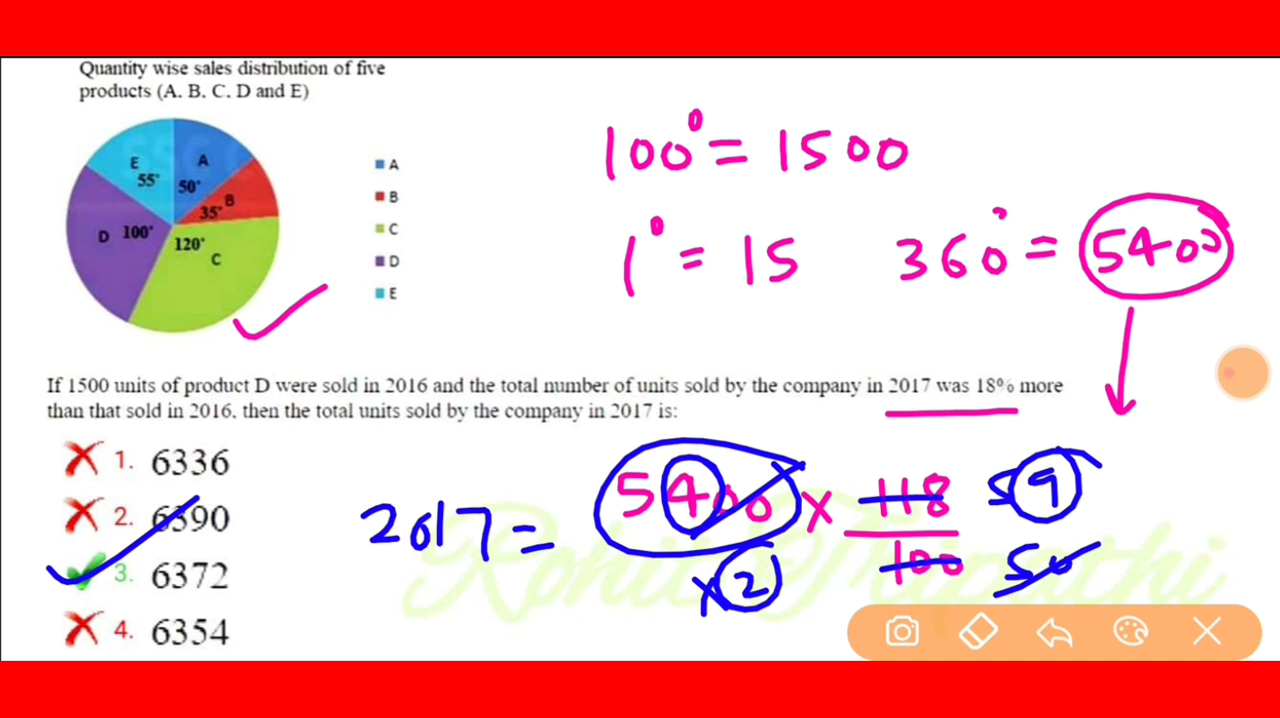 Quantity wise sales distribution of five
products (A. B. C. D and E)
E
55°
A
50°
B
35°
D 100°
120°
C
A
B
C
D
E
100° = 1500
1° = 15 360° = 5400
If 1500 units of product D were sold in 2016 and the total number of units sold by the company in 2017 was 18% more
than that sold in 2016, then the total units sold by the company in 2017 is:
1. 6336
2. 6390
3. 6372
4. 6354
2017 = 5400 × 118 59
100 50
×2